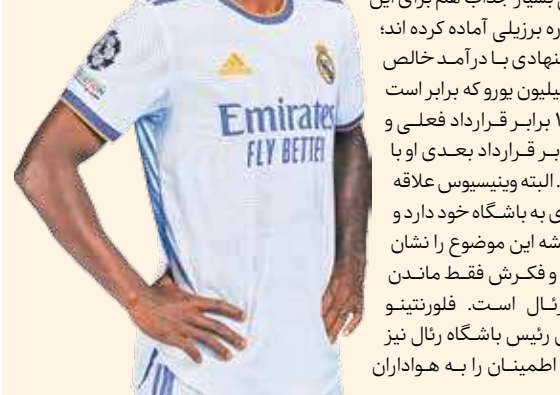 Emirates
FLY BETTER
بسیار جذاب هم برای این
برزیلی آماده کرده اند؛
با درآمد خالص
یورو که برابر است
برابر قرارداد فعلی و
قرارداد بعدی او با
البته وینیسیوس علاقه
به باشگاه خود دارد و
این موضوع را نشان
و فکرش فقط ماندن
است. فلورنتینو
رئیس باشگاه رئال نیز
اطمینان را به هواداران